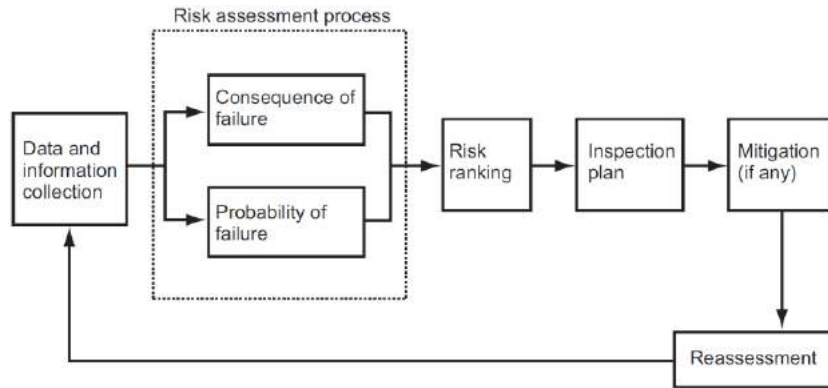 Risk assessment process
Data and
information
collection
Consequence of
failure
Probability of
failure
Risk
ranking
Inspection
plan
Mitigation
(if any)
Reassessment